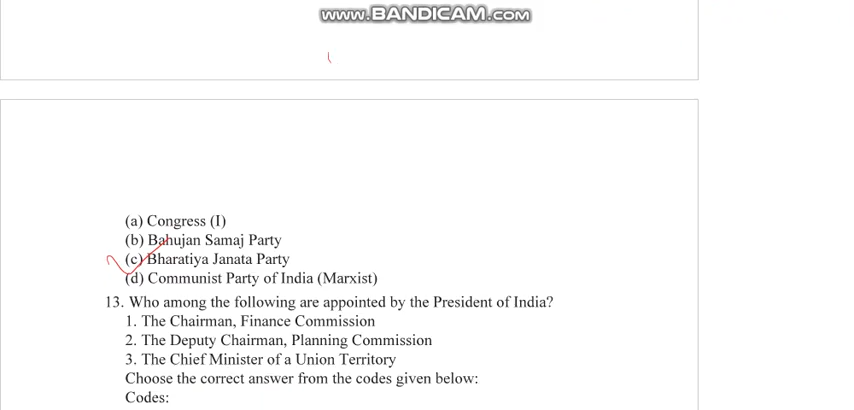 www.BANDICAM.com
(a) Congress (I)
(b) Bahujan Samaj Party
(c) Bharatiya Janata Party
(d) Communist Party of India (Marxist)
13. Who among the following are appointed by the President of India?
1. The Chairman, Finance Commission
2. The Deputy Chairman, Planning Commission
3. The Chief Minister of a Union Territory
Choose the correct answer from the codes given below:
Codes: